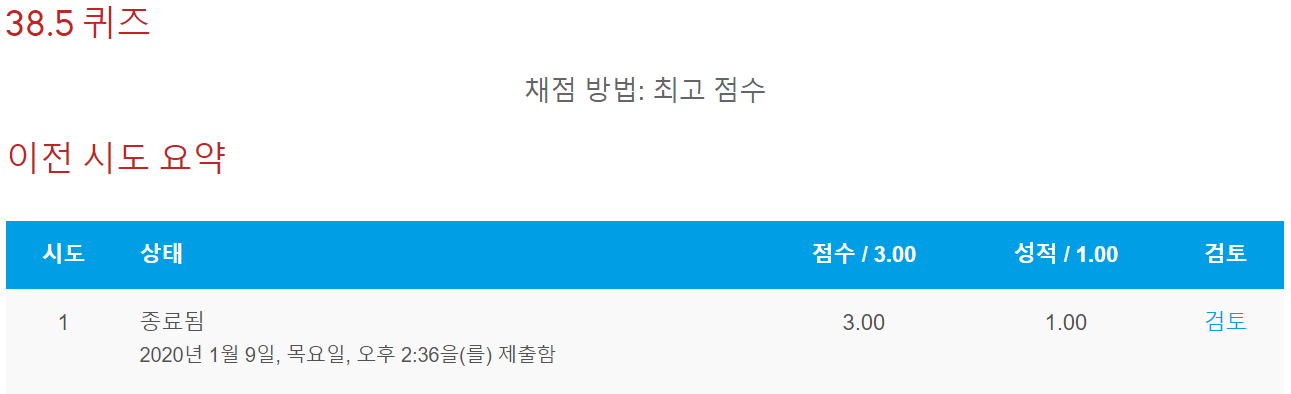 38.5 퀴즈
채점 방법: 최고 점수
이전 시도 요약
시도 상태 점수 / 3.00 성적 / 1.00 검토
1 종료됨 3.00 1.00 검토
2020년 1월 9일, 목요일, 오후 2:36을(를) 제출함